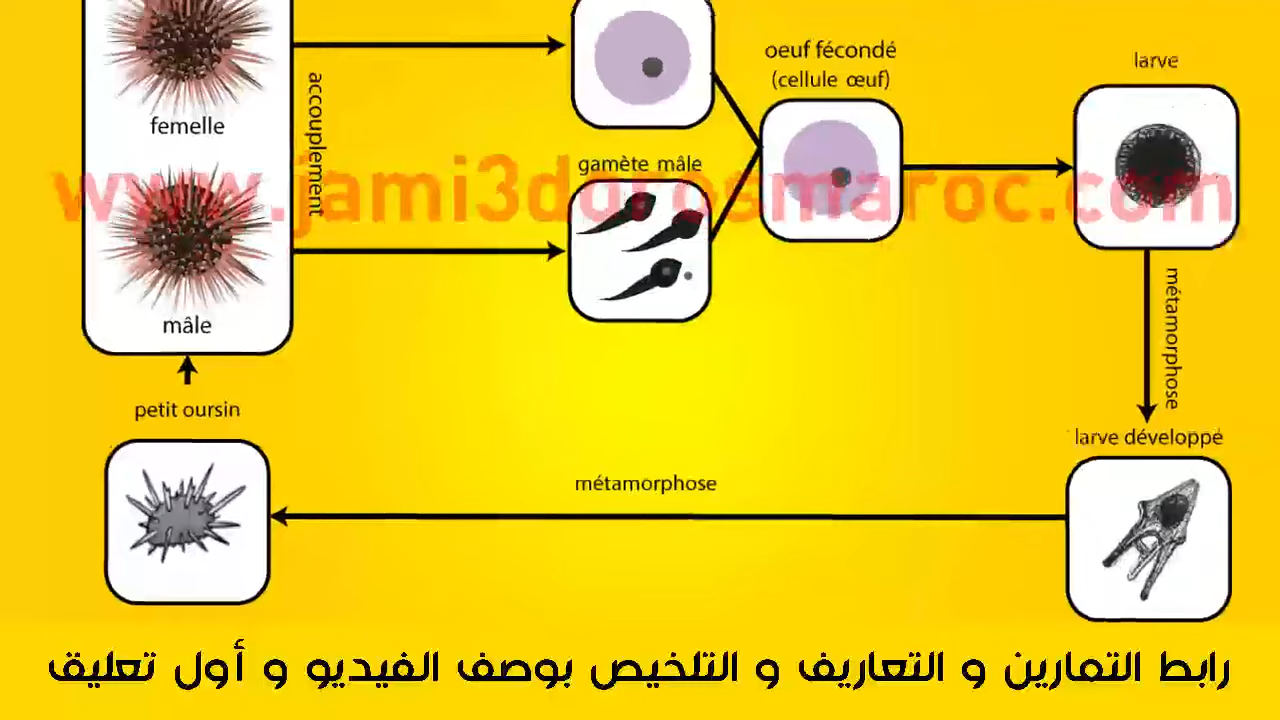 oeuf fécondé
(cellule œuf)
larve
femelle
accouplement
gamète mâle
www.jami3dorosmaroc.com
mâle
métamorphose
petit oursin
larve développé
métamorphose
رابط التمارين و التعاريف و التلخيص بوصف الفيديو و أول تعليق